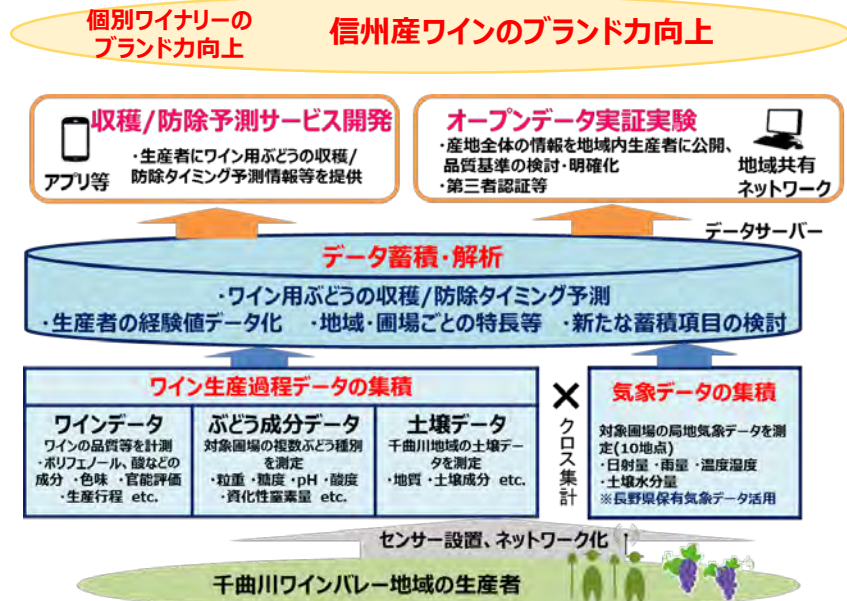 個別ワイナリーの
ブランド力向上
信州産ワインのブランド力向上
収穫/防除予測サービス開発
・生産者にワイン用ぶどうの収穫/
防除タイミング予測情報等を提供
アプリ等
オープンデータ実証実験
・産地全体の情報を地域内生産者に公開、
品質基準の検討・明確化
・第三者認証等
地域共有
ネットワーク
データサーバー
データ蓄積・解析
・ワイン用ぶどうの収穫/防除タイミング予測
・生産者の経験値データ化 ・地域・圃場ごとの特長等 ・新たな蓄積項目の検討
ワイン生産過程データの集積
ワインデータ
ワインの品質等を計測
・ポリフェノール、酸などの
成分 ・色味 ・官能評価
・生産行程 etc.
ぶどう成分データ
対象圃場の複数ぶどう種別
を測定
・粒重 ・糖度 ・pH ・酸度
・資化性窒素量 etc.
土壌データ
千曲川地域の土壌デー
タを測定
・地質 ・土壌成分 etc.
×
クロス集計
気象データの集積
対象圃場の局地気象データを測
定(10地点)
・日射量 ・雨量 ・温度湿度
・土壌水分量
※長野県保有気象データ活用
センサー設置、ネットワーク化
千曲川ワインバレー地域の生産者